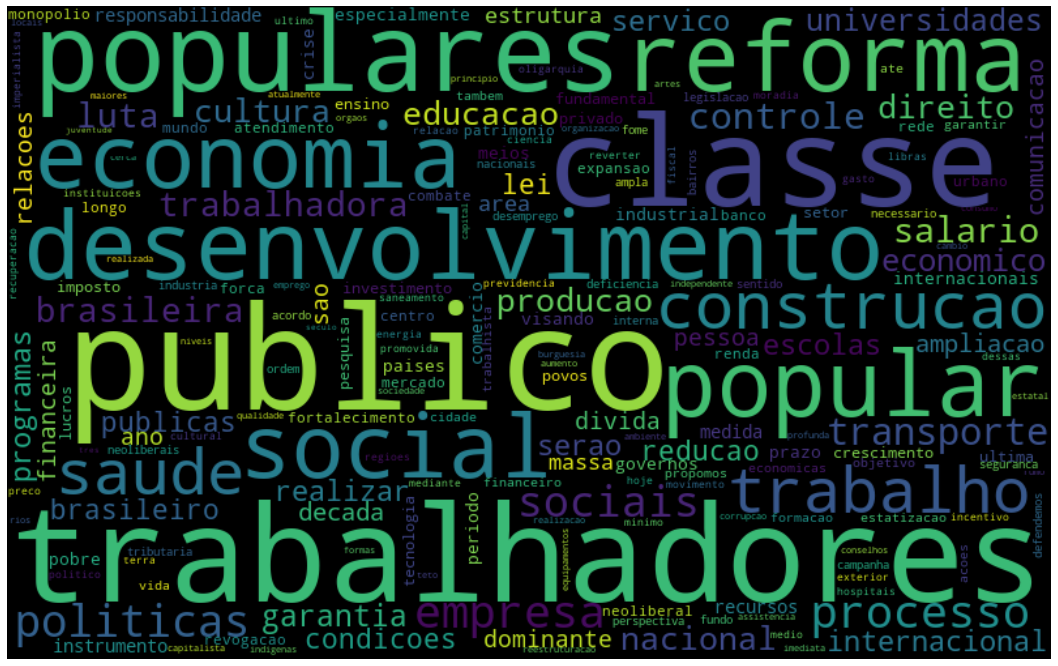 monopolio responsabilidade ultimo especialmente estrutura servico universidades
locais
imperialista
populares reforma
crise
principio oligarquia ate artes
maiores atualmente
luta cultura ensino orgaos tambem fundamental legislacao moradia
educacao privado controle direito comunicacao
juventude mundo atendimento relacao patrimonio organizacao fome rede garantir
ciencia
relacoes economia meios nacionais reverter expansao classe libras
cerca
instituicoes combate lei area ampla fiscal bairros gasto urbano
longo trabalhadora desemprego industrial banco setor necessario consumo
capital salario
desenvolvimento economico
recuperacao realizada cambio
industria emprego previdencia deficiencia independente sentido internacionais
imposto forca investimento saneamento
brasileira sao producao interna construcao
acordo centro comercio trabalhista visando pessoa escolas ampliacao
seculo energia
niveis pesquisa promovida paises burguesia renda dessas
programas publico mercado aumento povos popular estatal
ordem sociedade
lucros financeira
qualidade fortalecimento cidade divida
publicas social serao ambiente medida profunda transporte
ano cultural
tres regioes massa governos reducao prazo crescimento ultima
neoliberais mediante hoje propomos economicas objetivo seguranca
saude financeiro movimento rumo
preco realizar sociais trabalho
brasileiro decada periodo tecnologia realizacao minimo corrupcao formacao estatizacao incentivo defendemos
rios
pobre tributaria formas trabalhadores conselhos
politico terra equipamentos campanha acoes
vida teto exterior hospitais
politicas garantia empresa neoliberal recursos processo
perspectiva fundo assistencia
instrumento revogacao condicoes dominante nacional internacional
capitalista indigenas reestruturacao medio imediata